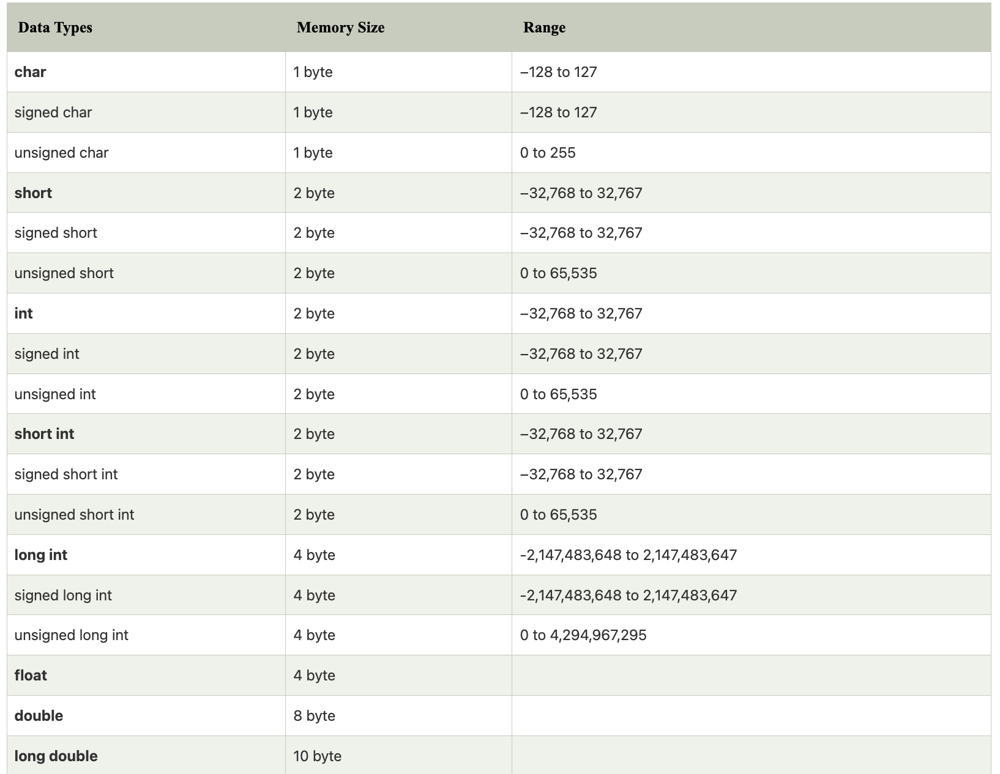 Data Types Memory Size Range
char 1 byte –128 to 127
signed char 1 byte –128 to 127
unsigned char 1 byte 0 to 255
short 2 byte –32,768 to 32,767
signed short 2 byte –32,768 to 32,767
unsigned short 2 byte 0 to 65,535
int 2 byte –32,768 to 32,767
signed int 2 byte –32,768 to 32,767
unsigned int 2 byte 0 to 65,535
short int 2 byte –32,768 to 32,767
signed short int 2 byte –32,768 to 32,767
unsigned short int 2 byte 0 to 65,535
long int 4 byte -2,147,483,648 to 2,147,483,647
signed long int 4 byte -2,147,483,648 to 2,147,483,647
unsigned long int 4 byte 0 to 4,294,967,295
float 4 byte
double 8 byte
long double 10 byte